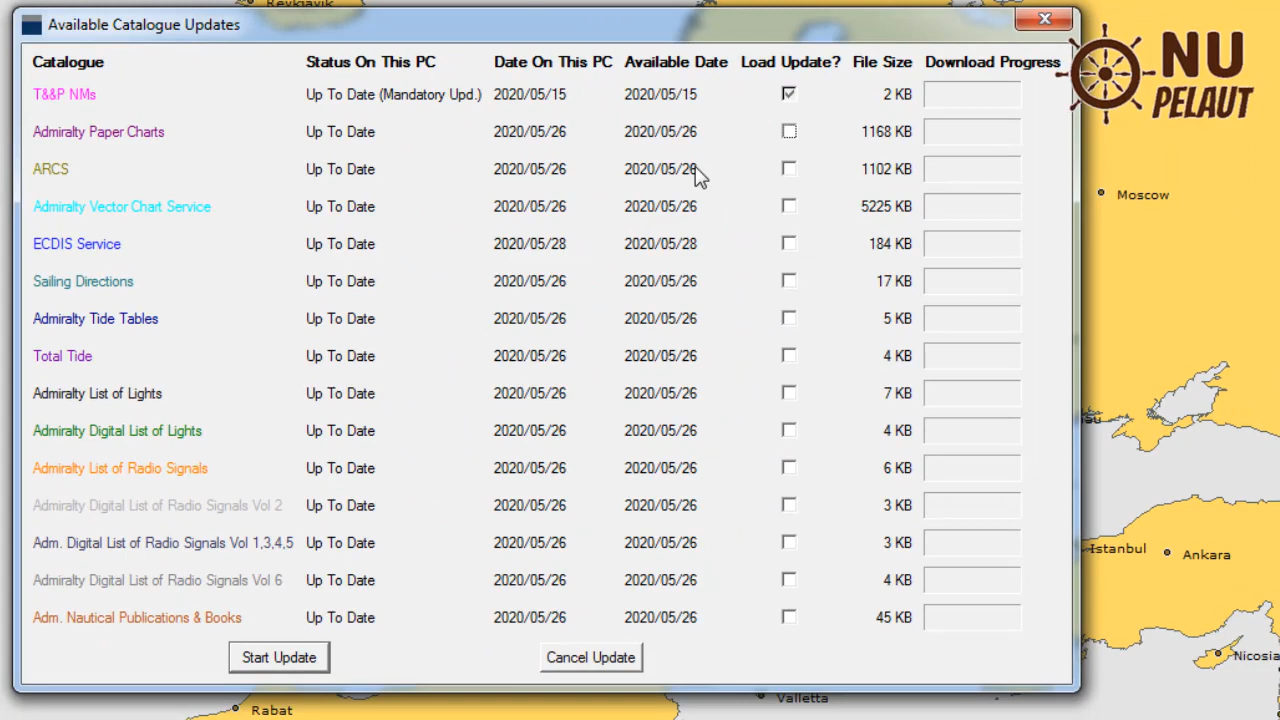 Reykjavik
Available Catalogue Updates
Catalogue Status On This PC Date On This PC Available Date Load Update? File Size Download Progress
T&P NMs Up To Date (Mandatory Upd.) 2020/05/15 2020/05/15 2 KB
Admiralty Paper Charts Up To Date 2020/05/26 2020/05/26 1168 KB
ARCS Up To Date 2020/05/26 2020/05/26 1102 KB
Admiralty Vector Chart Service Up To Date 2020/05/26 2020/05/26 5225 KB
ECDIS Service Up To Date 2020/05/28 2020/05/28 184 KB
Sailing Directions Up To Date 2020/05/26 2020/05/26 17 KB
Admiralty Tide Tables Up To Date 2020/05/26 2020/05/26 5 KB
Total Tide Up To Date 2020/05/26 2020/05/26 4 KB
Admiralty List of Lights Up To Date 2020/05/26 2020/05/26 7 KB
Admiralty Digital List of Lights Up To Date 2020/05/26 2020/05/26 4 KB
Admiralty List of Radio Signals Up To Date 2020/05/26 2020/05/26 6 KB
Admiralty Digital List of Radio Signals Vol 2 Up To Date 2020/05/26 2020/05/26 3 KB
Adm. Digital List of Radio Signals Vol 1,3,4,5 Up To Date 2020/05/26 2020/05/26 3 KB
Admiralty Digital List of Radio Signals Vol 6 Up To Date 2020/05/26 2020/05/26 4 KB
Adm. Nautical Publications & Books Up To Date 2020/05/26 2020/05/26 45 KB
Start Update Cancel Update
NU
PELAUT
Moscow
Istanbul
Ankara
Nicosia
Valletta
Rabat